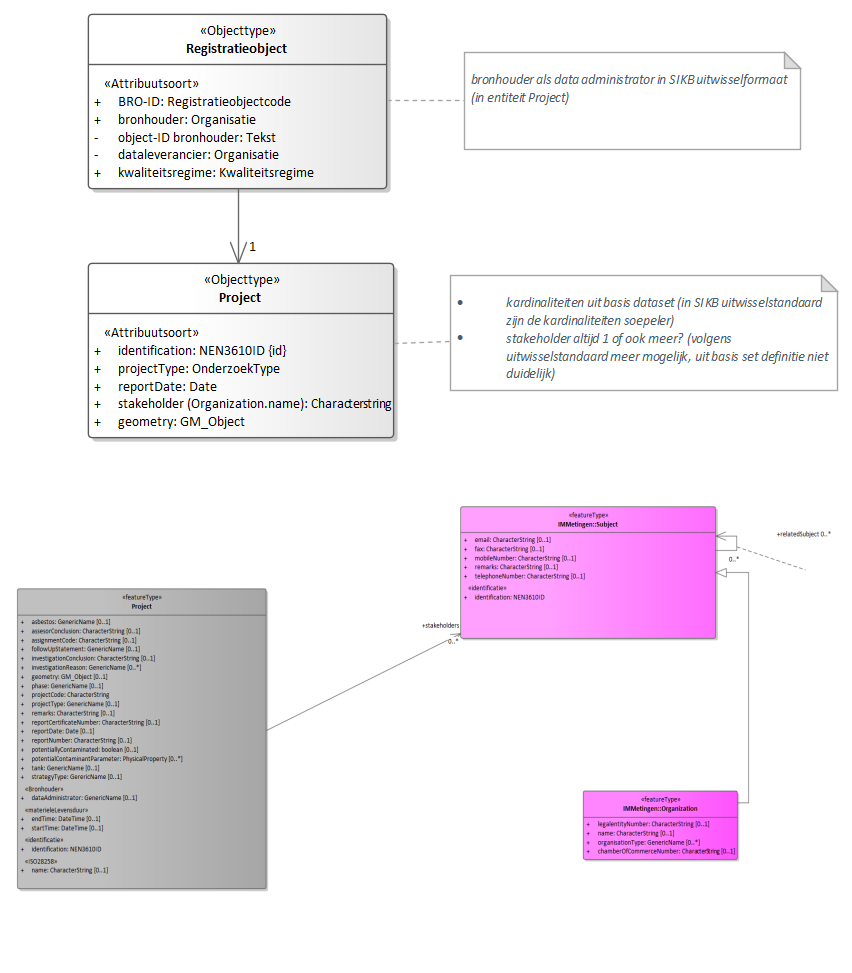 «Objecttype»
Registratieobject
«Attribuutsoort»
+ BRO-ID: Registratieobjectcode
+ bronhouder: Organisatie
- object-ID bronhouder: Tekst
- dataleverancier: Organisatie
+ kwaliteitsregime: Kwaliteitsregime
bronhouder als data administrator in SIKB uitwisselformaat
(in entiteit Project)
1
«Objecttype»
Project
«Attribuutsoort»
+ identification: NEN3610ID {id}
+ projectType: OnderzoekType
+ reportDate: Date
+ stakeholder (Organization.name): Characterstring
+ geometry: GM_Object
• kardinaliteiten uit basis dataset (in SIKB uitwisselstandaard
zijn de kardinaliteiten soepeler)
• stakeholder altijd 1 of ook meer? (volgens
uitwisselstandaard meer mogelijk, uit basis set definitie niet
duidelijk)
«featureType»
IMMetingen::Subject
+ email: CharacterString [0..1]
+ fax: CharacterString [0..1]
+ mobileNumber: CharacterString [0..1]
+ remarks: CharacterString [0..1]
+ telephoneNumber: CharacterString [0..1]
«identificatie»
+ identification: NEN3610ID
+relatedSubject 0..*
0..*
+stakeholders
0..*
«featureType»
Project
+ asbestos: GenericName [0..1]
+ assesorConclusion: CharacterString [0..1]
+ assignmentCode: CharacterString [0..1]
+ followUpStatement: GenericName [0..1]
+ investigationConclusion: CharacterString [0..1]
+ investigationReason: GenericName [0..*]
+ geometry: GM_Object [0..1]
+ phase: GenericName [0..1]
+ projectCode: CharacterString
+ projectType: GenericName [0..1]
+ remarks: CharacterString [0..1]
+ reportCertificateNumber: CharacterString [0..1]
+ reportDate: Date [0..1]
+ reportNumber: CharacterString [0..1]
+ potentiallyContaminated: boolean [0..1]
+ potentialContaminantParameter: PhysicalProperty [0..*]
+ tank: GenericName [0..1]
+ strategyType: GenericName [0..1]
«Bronhouder»
+ dataAdministrator: GenericName [0..1]
«materieleLevensduur»
+ endTime: DateTime [0..1]
+ startTime: DateTime [0..1]
«identificatie»
+ identification: NEN3610ID
«ISO28258»
+ name: CharacterString [0..1]
«featureType»
IMMetingen::Organization
+ legalentityNumber: CharacterString [0..1]
+ name: CharacterString [0..1]
+ organisationType: GenericName [0..*]
+ chamberOfCommerceNumber: CharacterString [0..1]